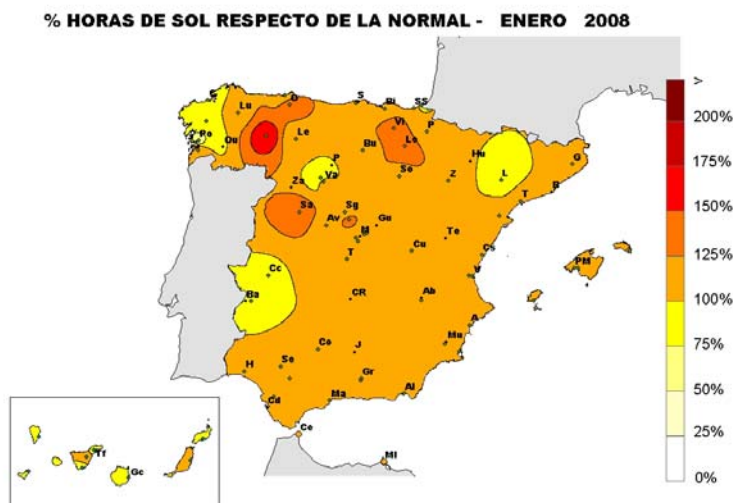 % HORAS DE SOL RESPECTO DE LA NORMAL - ENERO 2008
>
200%
175%
150%
125%
100%
75%
50%
25%
0%
C
Lu
O
S
Bi
SS
Po
Ou
Le
Vi
Lo
P
Bu
P
Va
Za
So
Hu
Z
L
G
B
T
Sa
Sg
Av
M
Gu
Te
T
Cu
Cs
V
PM
Cc
Ba
CR
Ab
A
Mu
Co
J
H
Se
Gr
Al
Ma
Cd
Ce
Ml
Tf
Gc